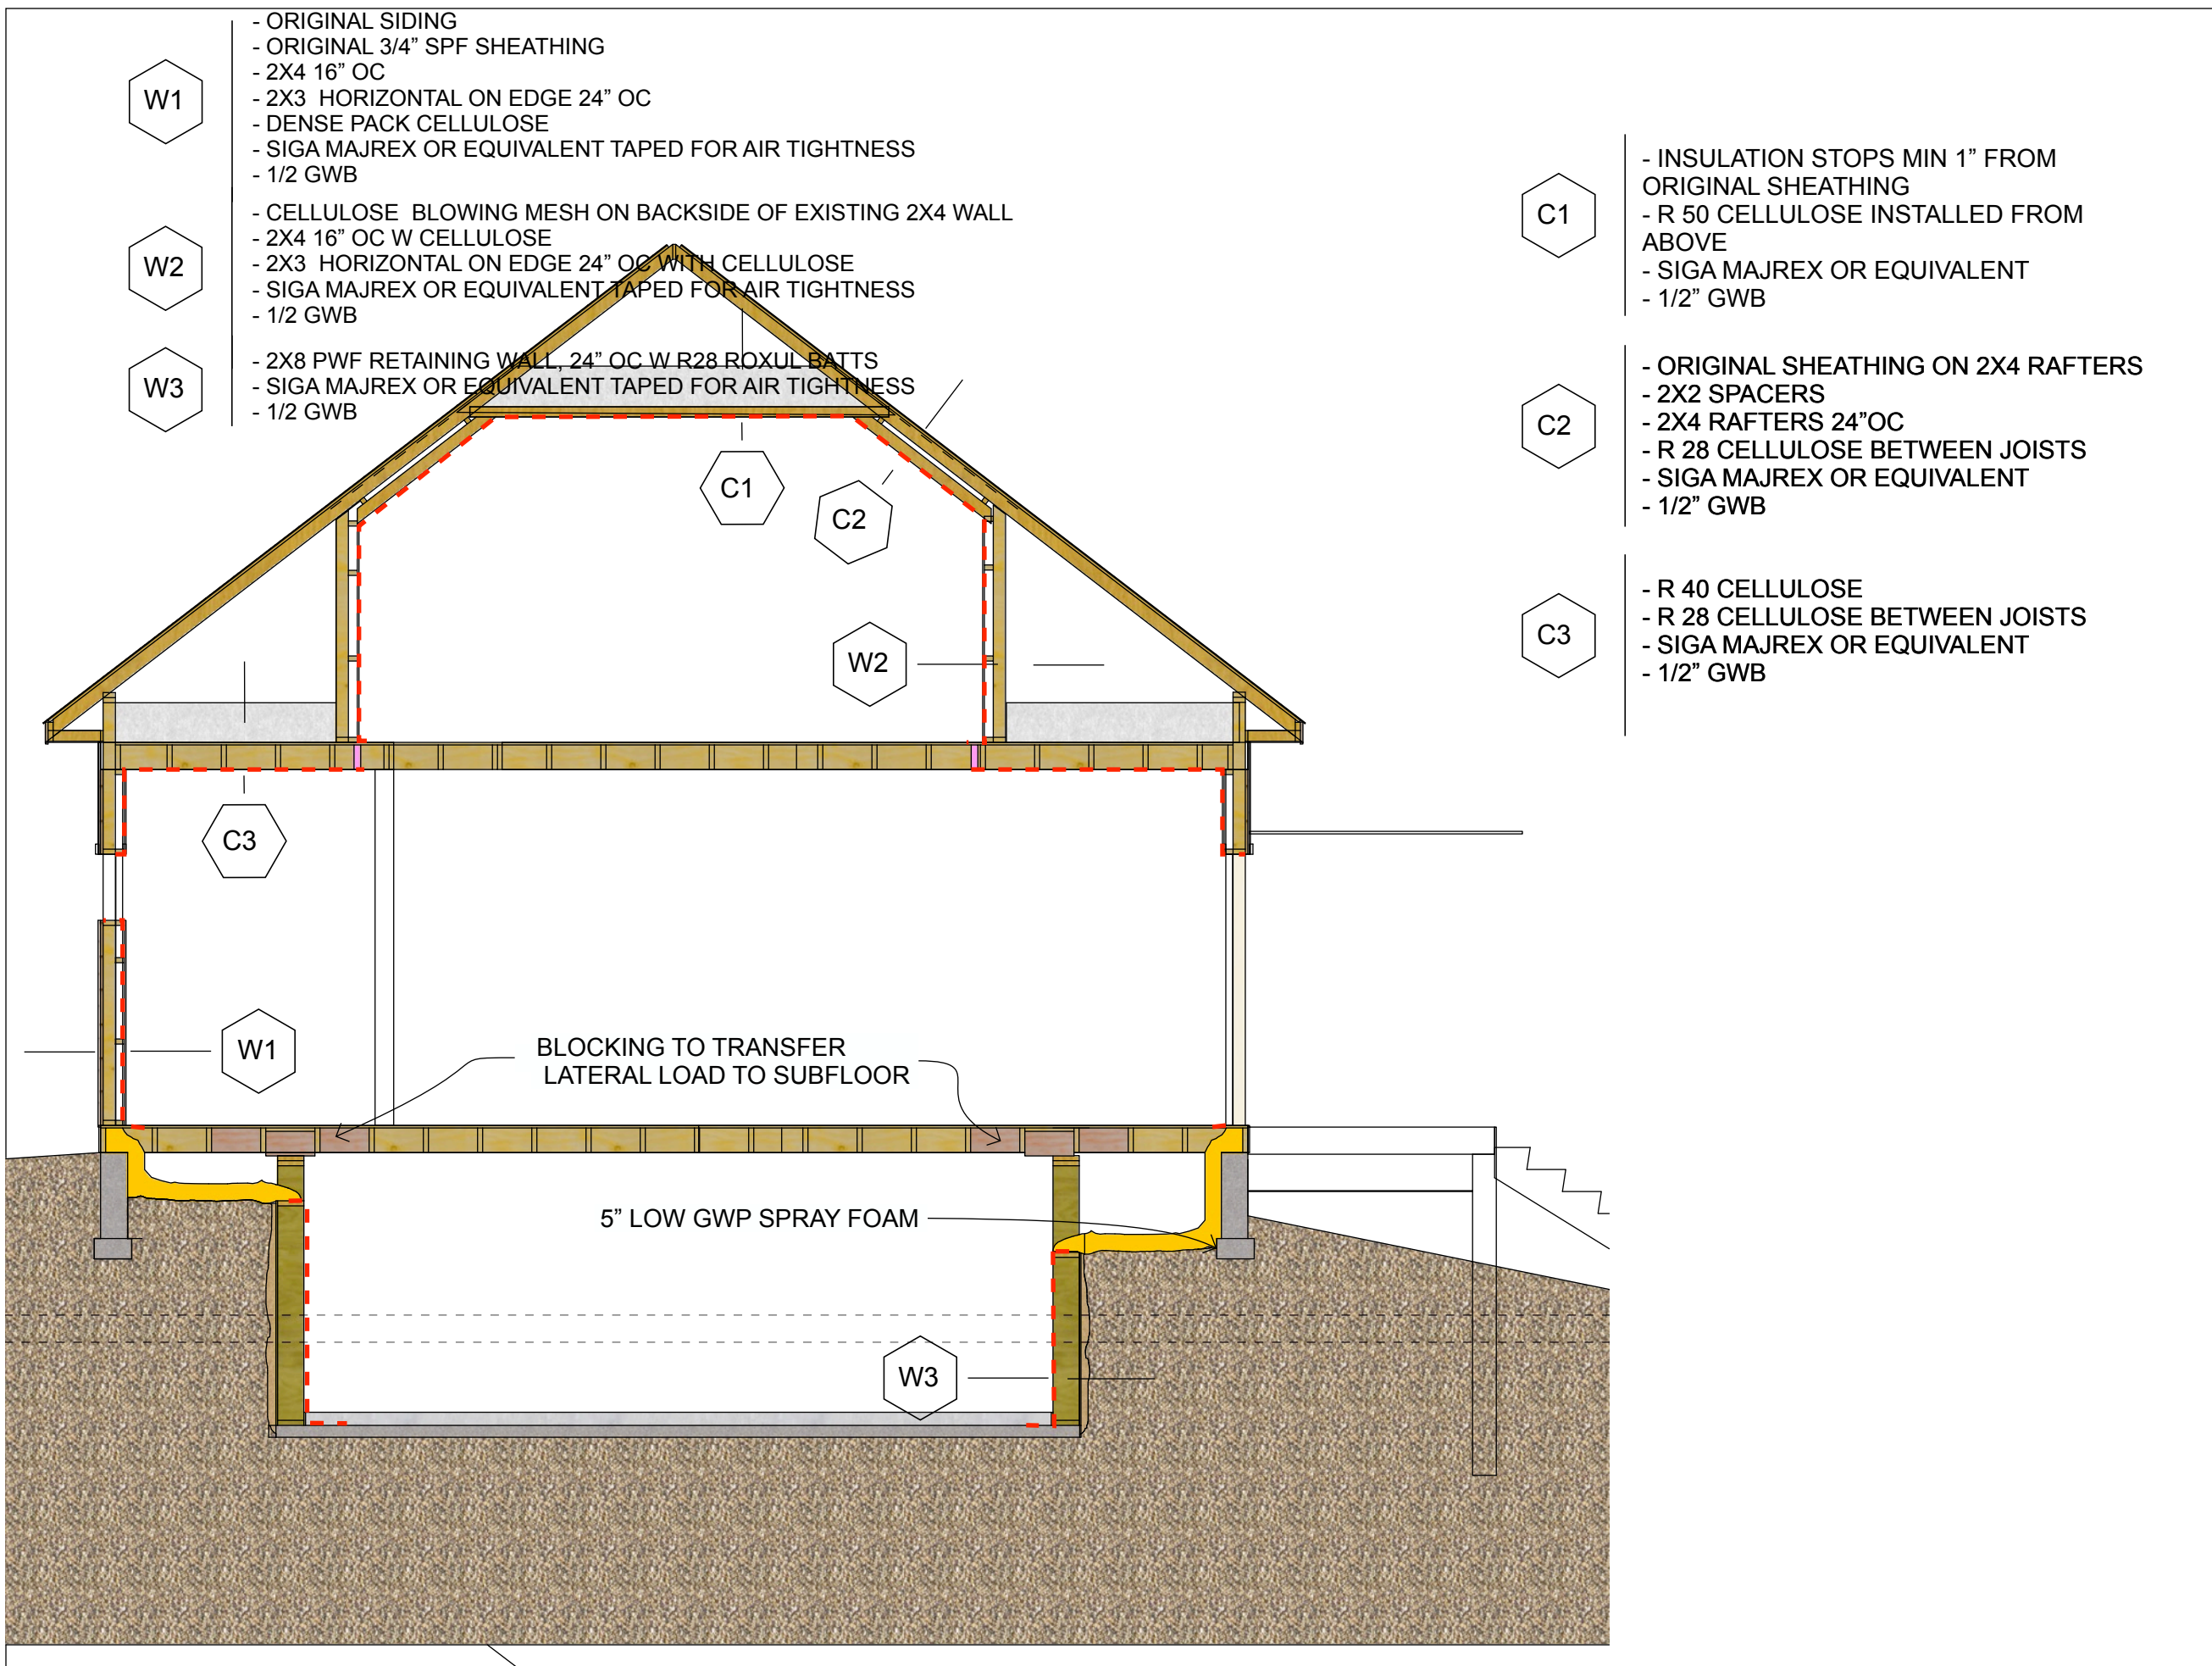 W1
- ORIGINAL SIDING
- ORIGINAL 3/4” SPF SHEATHING
- 2X4 16” OC
- 2X3 HORIZONTAL ON EDGE 24” OC
- DENSE PACK CELLULOSE
- SIGA MAJREX OR EQUIVALENT TAPED FOR AIR TIGHTNESS
- 1/2 GWB
W2
- CELLULOSE BLOWING MESH ON BACKSIDE OF EXISTING 2X4 WALL
- 2X4 16” OC W CELLULOSE
- 2X3 HORIZONTAL ON EDGE 24” OC WITH CELLULOSE
- SIGA MAJREX OR EQUIVALENT TAPED FOR AIR TIGHTNESS
- 1/2 GWB
W3
- 2X8 PWF RETAINING WALL, 24” OC W R28 ROXUL BATTS
- SIGA MAJREX OR EQUIVALENT TAPED FOR AIR TIGHTNESS
- 1/2 GWB
C1
- INSULATION STOPS MIN 1” FROM
ORIGINAL SHEATHING
- R 50 CELLULOSE INSTALLED FROM
ABOVE
- SIGA MAJREX OR EQUIVALENT
- 1/2” GWB
C2
- ORIGINAL SHEATHING ON 2X4 RAFTERS
- 2X2 SPACERS
- 2X4 RAFTERS 24”OC
- R 28 CELLULOSE BETWEEN JOISTS
- SIGA MAJREX OR EQUIVALENT
- 1/2” GWB
C3
- R 40 CELLULOSE
- R 28 CELLULOSE BETWEEN JOISTS
- SIGA MAJREX OR EQUIVALENT
- 1/2” GWB
C1
C2
W2
C3
W1
BLOCKING TO TRANSFER
LATERAL LOAD TO SUBFLOOR
5” LOW GWP SPRAY FOAM
W3